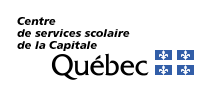 Centre
de services scolaire
de la Capitale
Québec